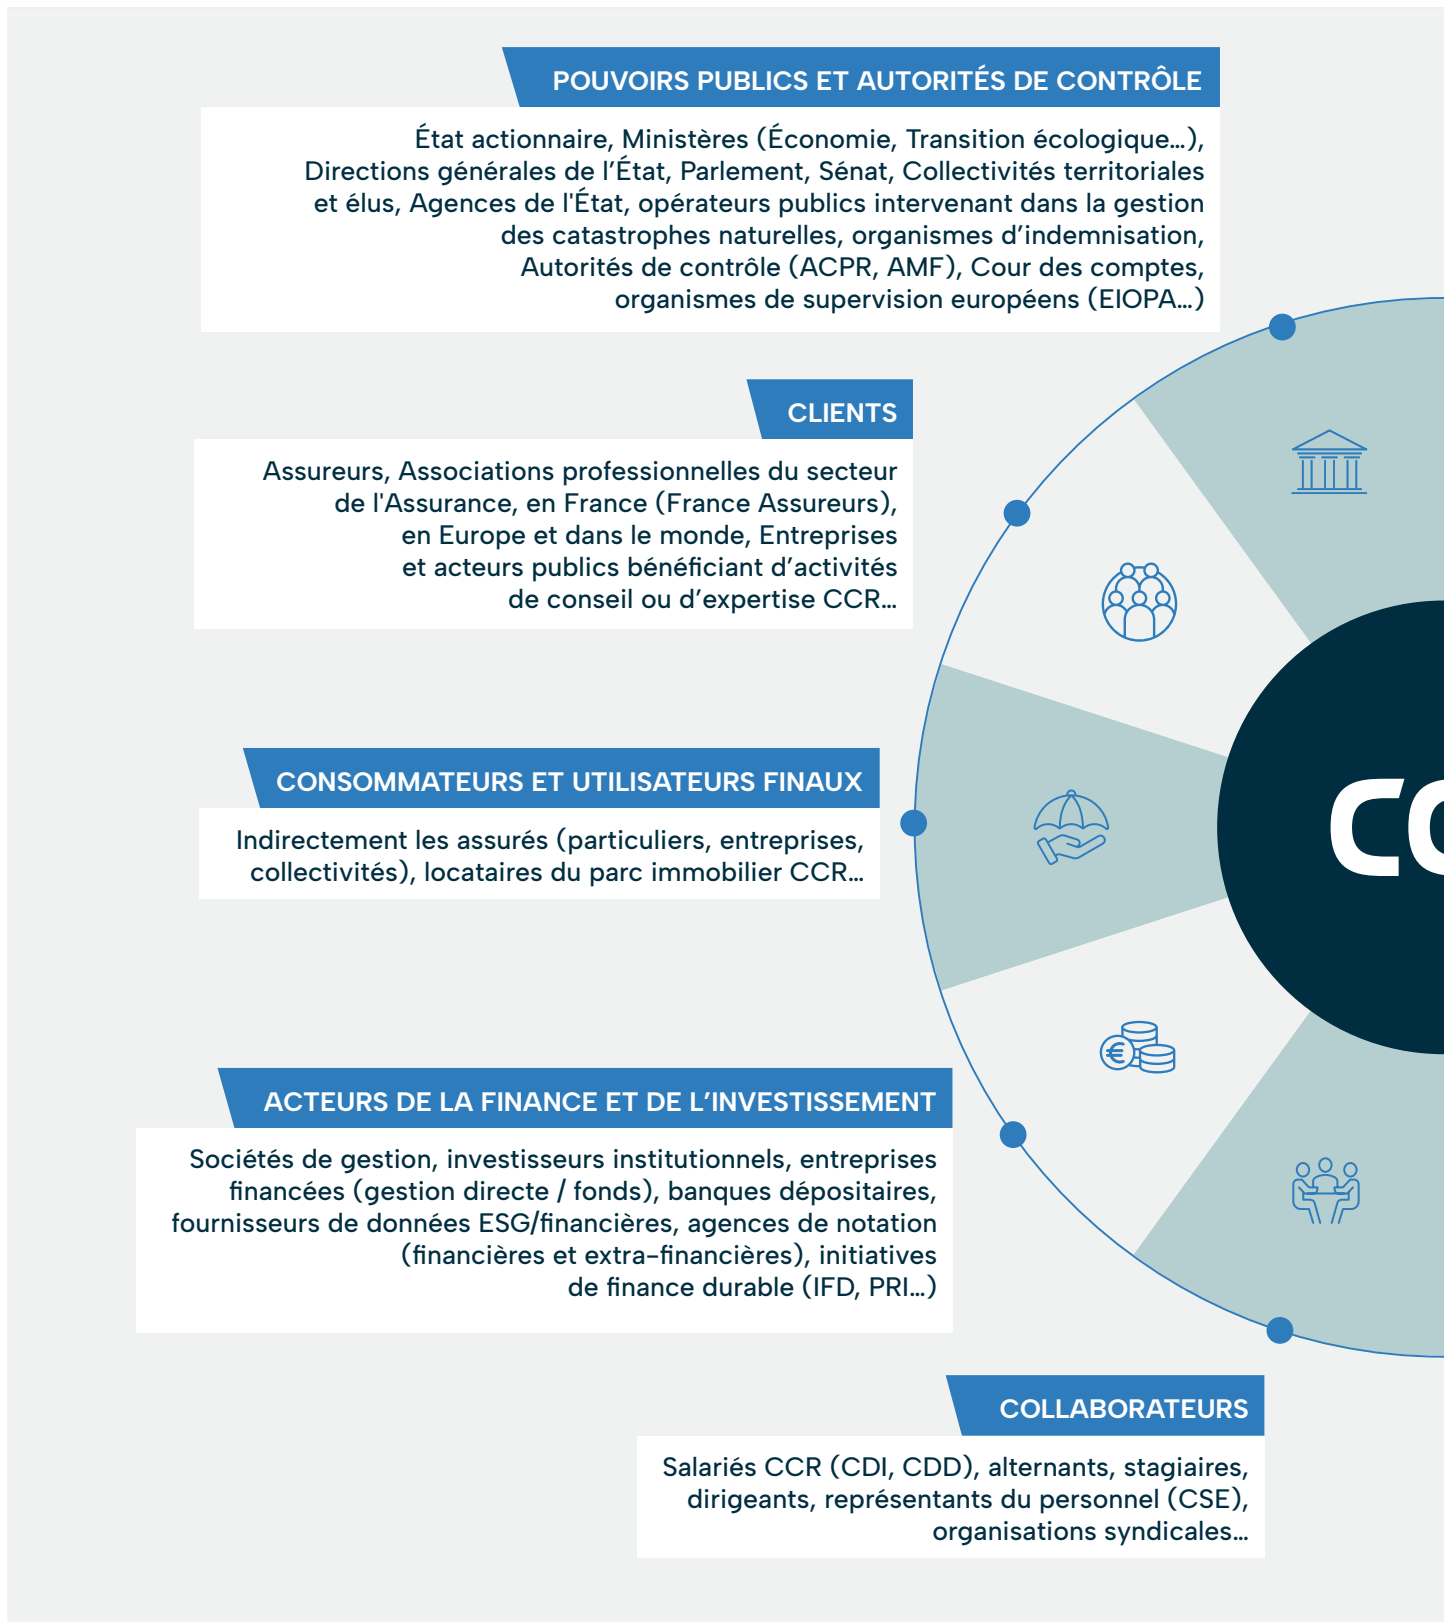 POUVOIRS PUBLICS ET AUTORITÉS DE CONTRÔLE
État actionnaire, Ministères (Économie, Transition écologique…),
Directions générales de l’État, Parlement, Sénat, Collectivités territoriales
et élus, Agences de l'État, opérateurs publics intervenant dans la gestion
des catastrophes naturelles, organismes d’indemnisation,
Autorités de contrôle (ACPR, AMF), Cour des comptes,
organismes de supervision européens (EIOPA…)
CLIENTS
Assureurs, Associations professionnelles du secteur
de l'Assurance, en France (France Assureurs),
en Europe et dans le monde, Entreprises
et acteurs publics bénéficiant d’activités
de conseil ou d’expertise CCR…
CONSOMMATEURS ET UTILISATEURS FINAUX
Indirectement les assurés (particuliers, entreprises,
collectivités), locataires du parc immobilier CCR…
ACTEURS DE LA FINANCE ET DE L’INVESTISSEMENT
Sociétés de gestion, investisseurs institutionnels, entreprises
financées (gestion directe / fonds), banques dépositaires,
fournisseurs de données ESG/financières, agences de notation
(financières et extra-financières), initiatives
de finance durable (IFD, PRI…)
COLLABORATEURS
Salariés CCR (CDI, CDD), alternants, stagiaires,
dirigeants, représentants du personnel (CSE),
organisations syndicales…